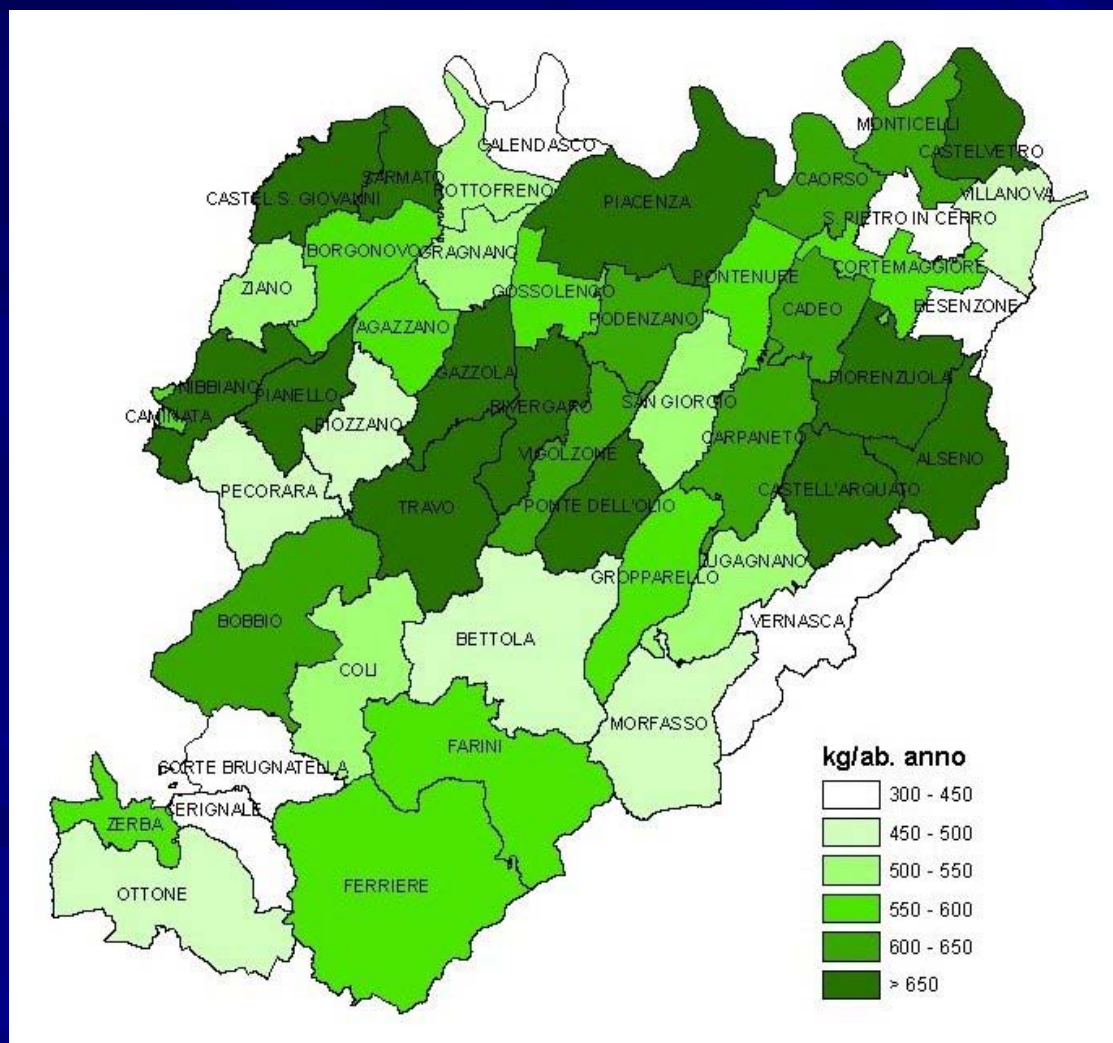 CALENDASCO
MONTICELLI
CASTELVETRO
SARMATO
CASTEL S. GIOVANNI
ROTTOFRENO
PIACENZA
CAORSO
VILLANOVA
S. PIETRO IN CERRO
BORGONOVO
GRAGNANO
PONTENURE
CORTEMAGGIORE
ZIANO
GOSSOLENGO
BESENZONE
CADEO
PODENZANO
AGAZZANO
GAZZOLA
FIORENZUOLA
NIBBIANO
PIANELLO
RIVERGARO
SAN GIORGIO
CAMINATA
PIOZZANO
CARPANETO
VIGOLZONE
ALSENO
PECORARA
CASTELL'ARQUATO
TRAVO
PONTE DELL'OLIO
LUGAGNANO
GROPPARELLO
BOBBIO
VERNASCA
BETTOLA
COLI
MORFASSO
FARINI
CORTE BRUGNATELLA
CERIGNALE
ZERBA
FERRIERE
OTTONE
kg/ab. anno
300 - 450
450 - 500
500 - 550
550 - 600
600 - 650
> 650